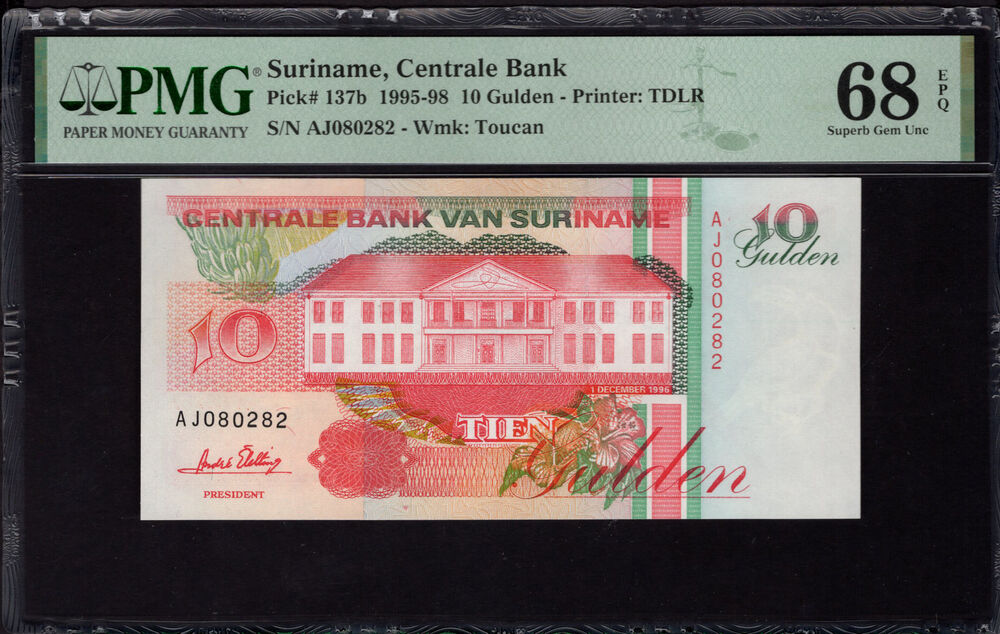 PMG®
PAPER MONEY GUARANTY
Suriname, Centrale Bank
Pick# 137b 1995-98 10 Gulden - Printer: TDLR
S/N AJ080282 - Wmk: Toucan
68
EPQ
Superb Gem Unc
CENTRALE BANK VAN SURINAME
AJ080282
10
Gulden
10
1 DECEMBER 1996
AJ080282
TIEN
Gulden
André Telting
PRESIDENT